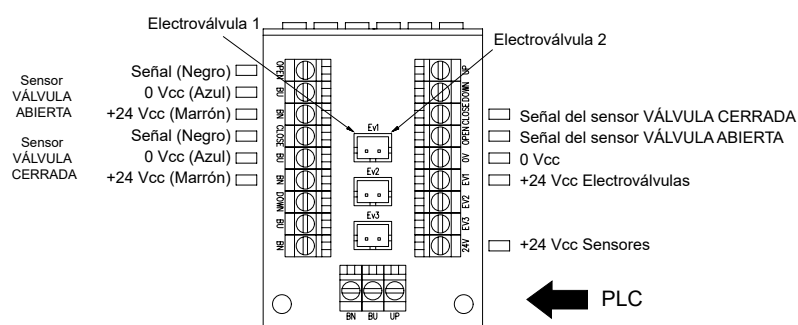 Electroválvula 1
Electroválvula 2
Sensor
VÁLVULA
ABIERTA
Señal (Negro)
0 Vcc (Azul)
+24 Vcc (Marrón)
Sensor
VÁLVULA
CERRADA
Señal (Negro)
0 Vcc (Azul)
+24 Vcc (Marrón)
OPEN
BU
BN
CLOSE
BU
BN
DOWN
BU
BN
Ev1
Ev2
Ev3
UP
DOWN
CLOSE
OPEN
0V
EV1
EV2
EV3
24V
Señal del sensor VÁLVULA CERRADA
Señal del sensor VÁLVULA ABIERTA
0 Vcc
+24 Vcc Electroválvulas
+24 Vcc Sensores
BN BU UP
PLC